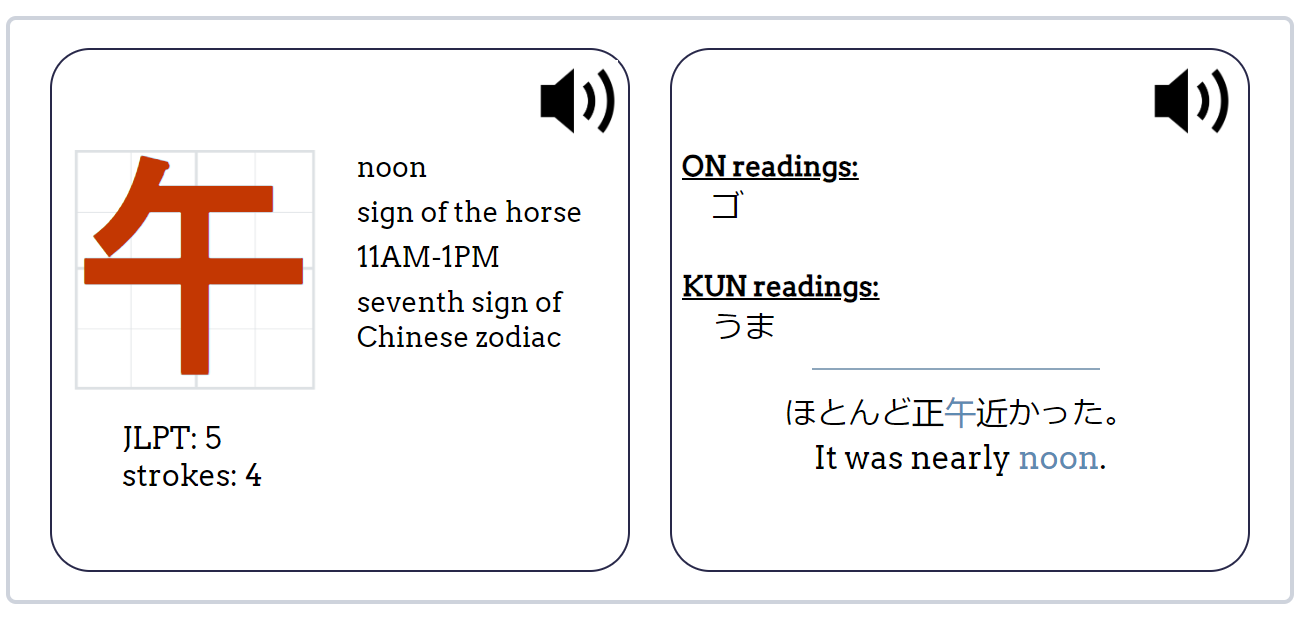 午
noon
sign of the horse
11AM-1PM
seventh sign of
Chinese zodiac
JLPT: 5
strokes: 4
ON readings:
ゴ
KUN readings:
うま
ほとんど正午近かった。
It was nearly noon.